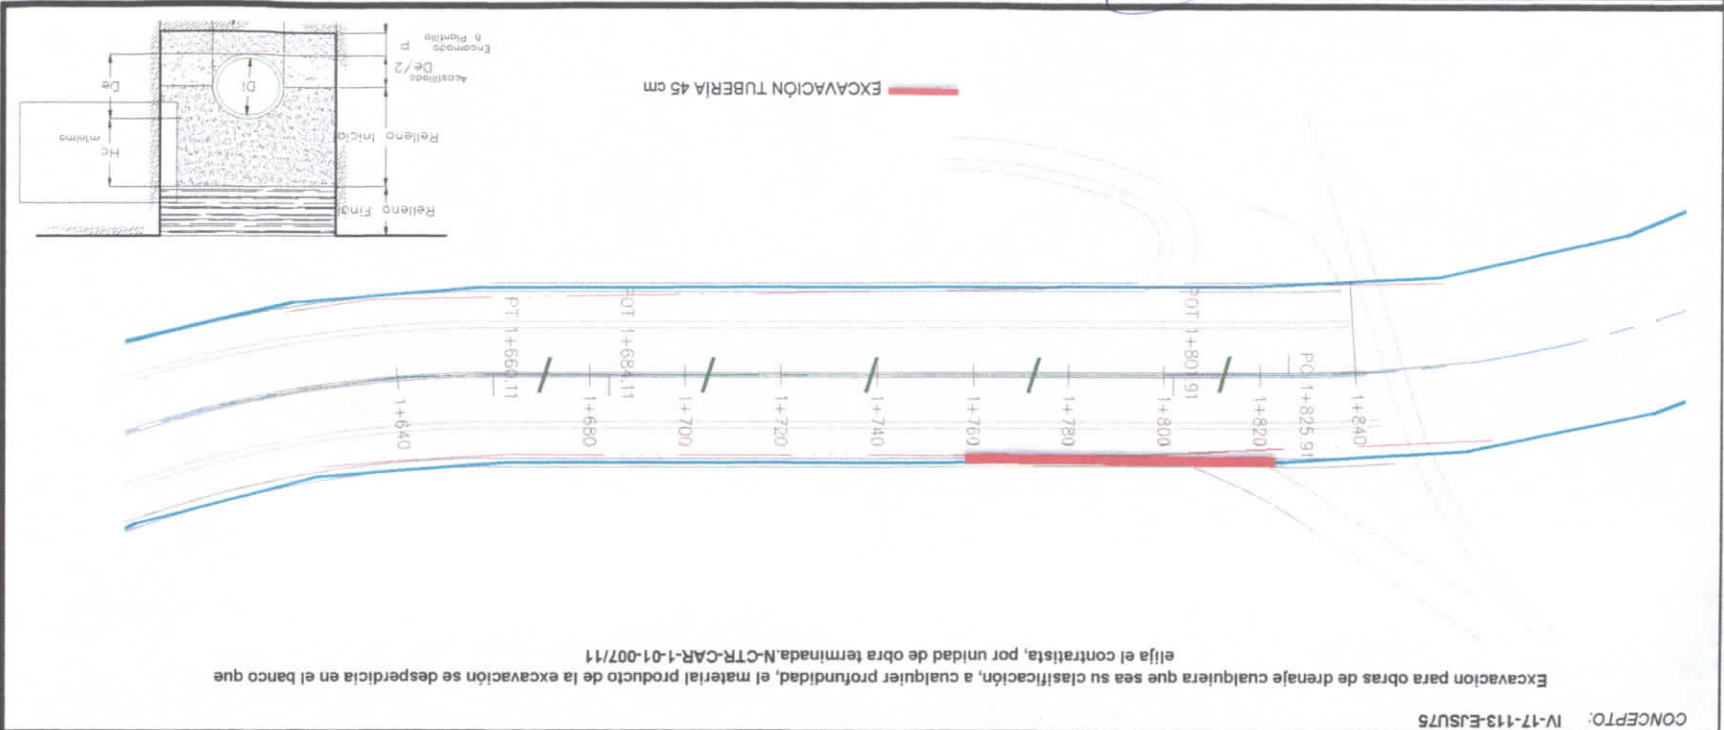 CONCEPTO: IV-17-113-EJSU75
Excavacion para obras de drenaje cualquiera que sea su clasificación, a cualquier profundidad, el material producto de la excavación se desperdicia en el banco que
elija el contratista, por unidad de obra terminada.N-CTR-CAR-1-01-007/11
1+840
PC 1+825.91
1+820
1+800
1+780
1+760
1+740
1+720
1+700
1+680
1+640
POT 1+801.91
POT 1+684.11
PT 1+660.11
EXCAVACIÓN TUBERÍA 45 cm
Relleno Final
Relleno Inicial
Hc
mínimo
Acostillado
De/2
Di
De
Encamado
ó Plantilla
P